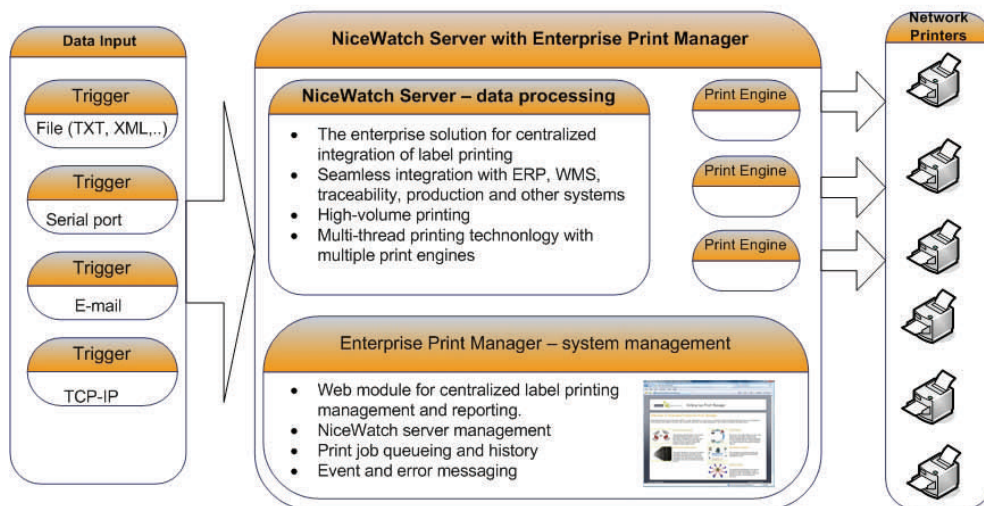 Data Input
Trigger
File (TXT, XML,..)
Trigger
Serial port
Trigger
E-mail
Trigger
TCP-IP
NiceWatch Server with Enterprise Print Manager
NiceWatch Server – data processing
• The enterprise solution for centralized
integration of label printing
• Seamless integration with ERP, WMS,
traceability, production and other systems
• High-volume printing
• Multi-thread printing technonlogy with
multiple print engines
Print Engine
Print Engine
Print Engine
Enterprise Print Manager – system management
• Web module for centralized label printing
management and reporting.
• NiceWatch server management
• Print job queueing and history
• Event and error messaging
Enterprise Print Manager
Network
Printers